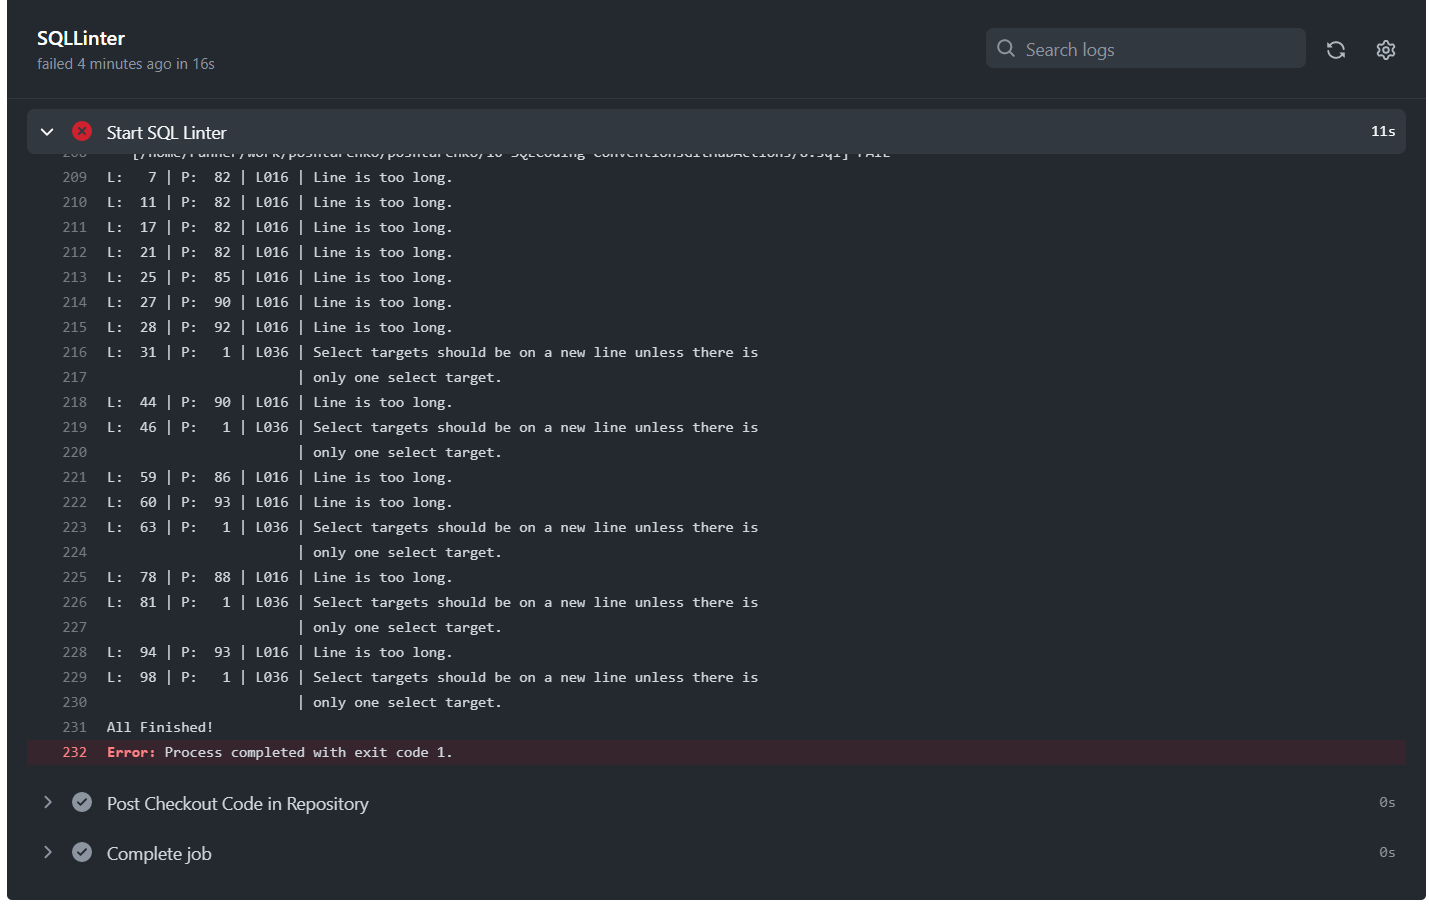 SQLLinter
failed 4 minutes ago in 16s
Search logs
Start SQL Linter 11s
209 L:   7 | P:  82 | L016 | Line is too long.
210 L:  11 | P:  82 | L016 | Line is too long.
211 L:  17 | P:  82 | L016 | Line is too long.
212 L:  21 | P:  82 | L016 | Line is too long.
213 L:  25 | P:  85 | L016 | Line is too long.
214 L:  27 | P:  90 | L016 | Line is too long.
215 L:  28 | P:  92 | L016 | Line is too long.
216 L:  31 | P:   1 | L036 | Select targets should be on a new line unless there is
217                        | only one select target.
218 L:  44 | P:  90 | L016 | Line is too long.
219 L:  46 | P:   1 | L036 | Select targets should be on a new line unless there is
220                        | only one select target.
221 L:  59 | P:  86 | L016 | Line is too long.
222 L:  60 | P:  93 | L016 | Line is too long.
223 L:  63 | P:   1 | L036 | Select targets should be on a new line unless there is
224                        | only one select target.
225 L:  78 | P:  88 | L016 | Line is too long.
226 L:  81 | P:   1 | L036 | Select targets should be on a new line unless there is
227                        | only one select target.
228 L:  94 | P:  93 | L016 | Line is too long.
229 L:  98 | P:   1 | L036 | Select targets should be on a new line unless there is
230                        | only one select target.
231 All Finished!
232 Error: Process completed with exit code 1.
Post Checkout Code in Repository 0s
Complete job 0s